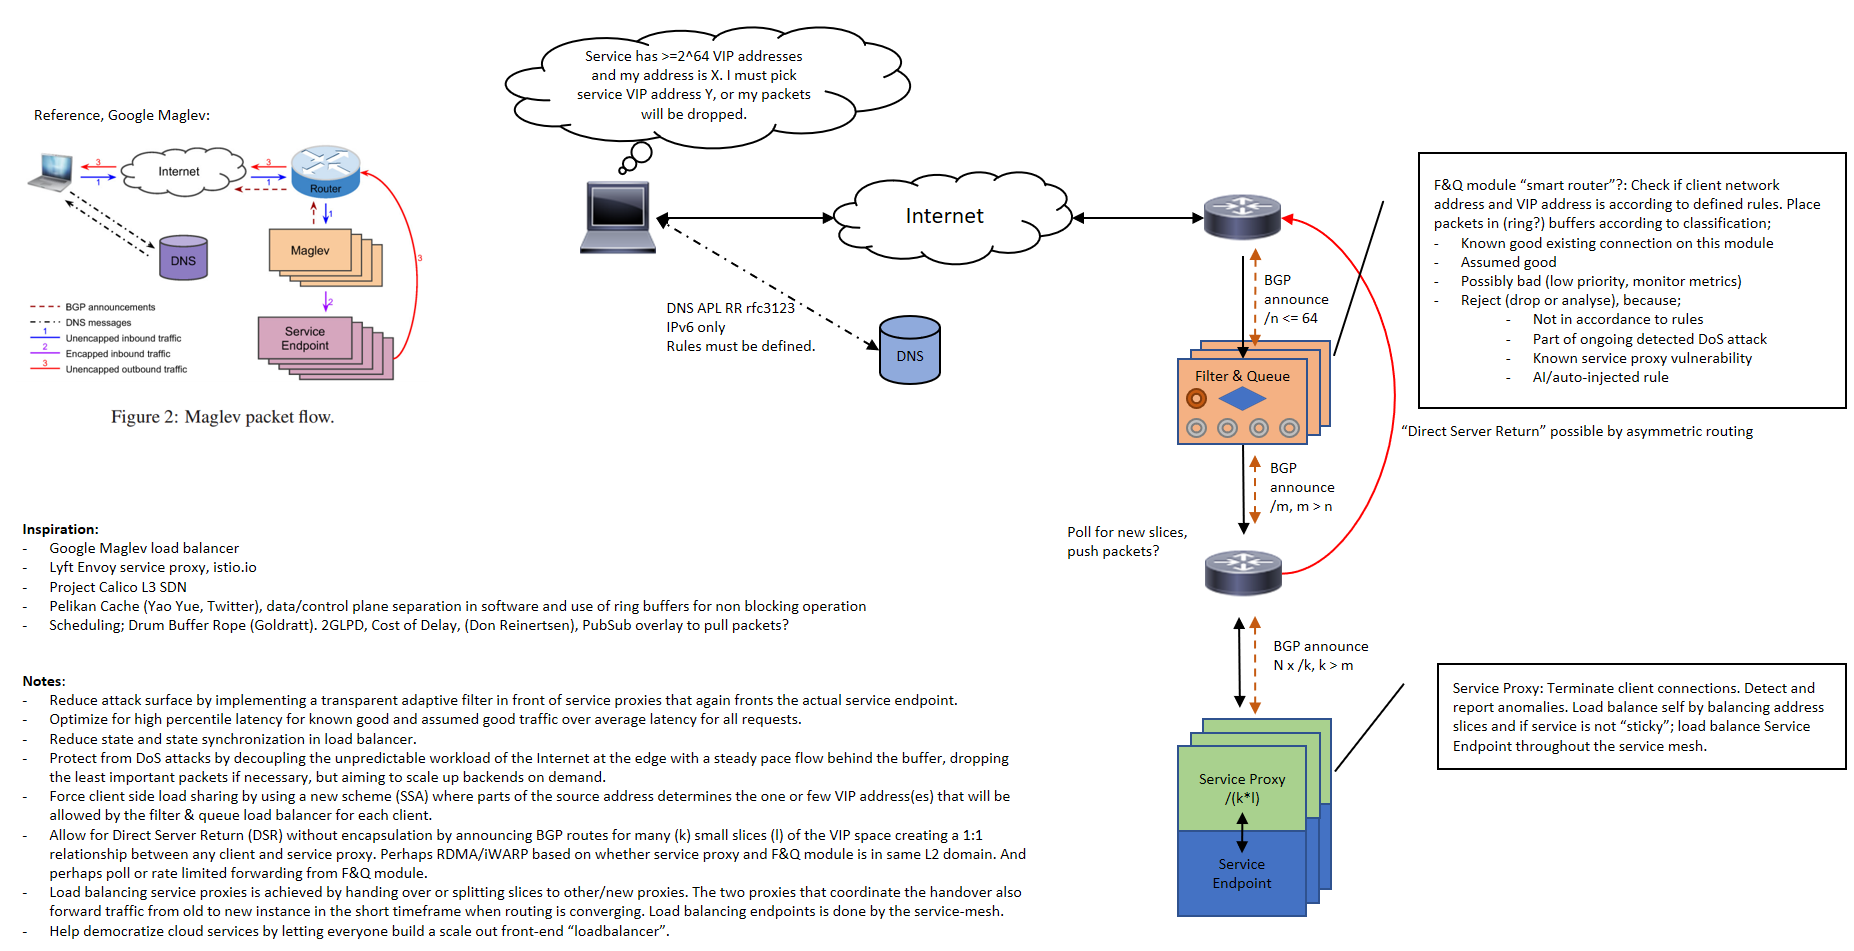 Service has >=2^64 VIP addresses
and my address is X. I must pick
service VIP address Y, or my packets
will be dropped.
Reference, Google Maglev:
3
1
Internet
3
1
Router
1
Maglev
DNS
3
2
Service
Endpoint
BGP announcements
DNS messages
1
Unencapped inbound traffic
2
Encapped inbound traffic
3
Unencapped outbound traffic
Figure 2: Maglev packet flow.
Internet
DNS APL RR rfc3123
IPv6 only
Rules must be defined.
DNS
BGP
announce
/n <= 64
Filter & Queue
BGP
announce
/m, m > n
Poll for new slices,
push packets?
BGP announce
N x /k, k > m
Service Proxy
/(k*l)
Service
Endpoint
F&Q module “smart router”?: Check if client network
address and VIP address is according to defined rules. Place
packets in (ring?) buffers according to classification;
- Known good existing connection on this module
- Assumed good
- Possibly bad (low priority, monitor metrics)
- Reject (drop or analyse), because;
- Not in accordance to rules
- Part of ongoing detected DoS attack
- Known service proxy vulnerability
- AI/auto-injected rule
“Direct Server Return” possible by asymmetric routing
Service Proxy: Terminate client connections. Detect and
report anomalies. Load balance self by balancing address
slices and if service is not “sticky”; load balance Service
Endpoint throughout the service mesh.
Inspiration:
- Google Maglev load balancer
- Lyft Envoy service proxy, istio.io
- Project Calico L3 SDN
- Pelikan Cache (Yao Yue, Twitter), data/control plane separation in software and use of ring buffers for non blocking operation
- Scheduling; Drum Buffer Rope (Goldratt). 2GLPD, Cost of Delay, (Don Reinertsen), PubSub overlay to pull packets?
Notes:
- Reduce attack surface by implementing a transparent adaptive filter in front of service proxies that again fronts the actual service endpoint.
- Optimize for high percentile latency for known good and assumed good traffic over average latency for all requests.
- Reduce state and state synchronization in load balancer.
- Protect from DoS attacks by decoupling the unpredictable workload of the Internet at the edge with a steady pace flow behind the buffer, dropping
the least important packets if necessary, but aiming to scale up backends on demand.
- Force client side load sharing by using a new scheme (SSA) where parts of the source address determines the one or few VIP address(es) that will be
allowed by the filter & queue load balancer for each client.
- Allow for Direct Server Return (DSR) without encapsulation by announcing BGP routes for many (k) small slices (l) of the VIP space creating a 1:1
relationship between any client and service proxy. Perhaps RDMA/iWARP based on whether service proxy and F&Q module is in same L2 domain. And
perhaps poll or rate limited forwarding from F&Q module.
- Load balancing service proxies is achieved by handing over or splitting slices to other/new proxies. The two proxies that coordinate the handover also
forward traffic from old to new instance in the short timeframe when routing is converging. Load balancing endpoints is done by the service-mesh.
- Help democratize cloud services by letting everyone build a scale out front-end “loadbalancer”.